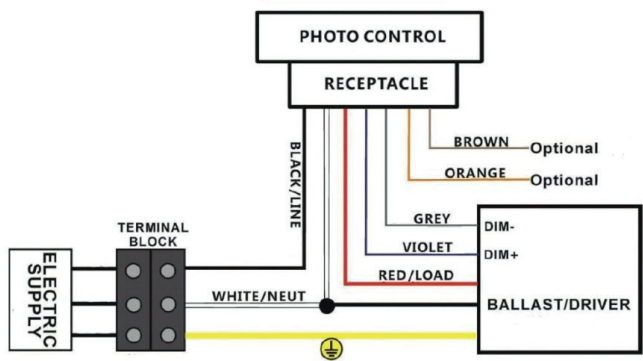 PHOTO CONTROL
RECEPTACLE
BLACK/LINE
BROWN
Optional
ORANGE
Optional
GREY
DIM-
VIOLET
DIM+
RED/LOAD
TERMINAL
BLOCK
ELECTRIC
SUPPLY
WHITE/NEUT
BALLAST/DRIVER